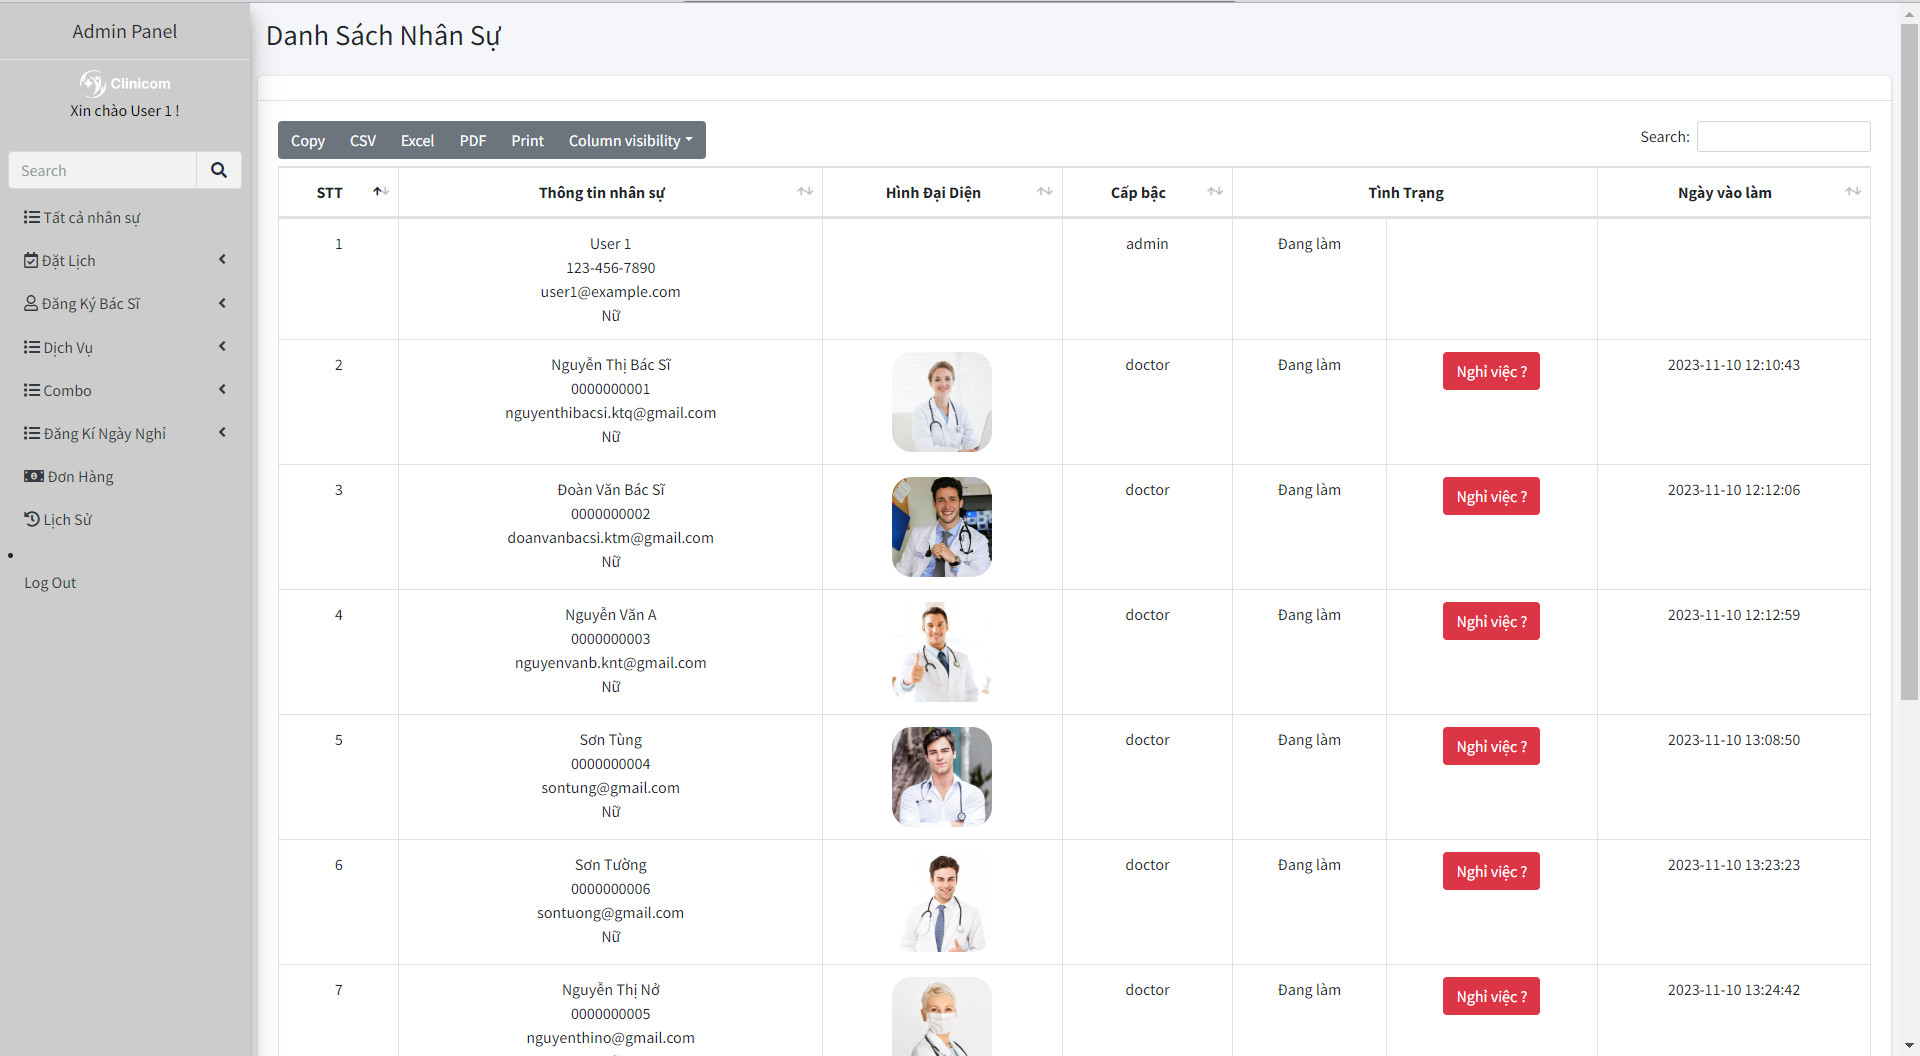 Admin Panel
Clinicom
Xin chào User 1 !
Search
Tất cả nhân sự
Đặt Lịch
Đăng Ký Bác Sĩ
Dịch Vụ
Combo
Đăng Kí Ngày Nghỉ
Đơn Hàng
Lịch Sử
Log Out
Danh Sách Nhân Sự
Copy CSV Excel PDF Print Column visibility
Search:
STT Thông tin nhân sự Hình Đại Diện Cấp bậc Tình Trạng Ngày vào làm
1 User 1 admin Đang làm
123-456-7890
user1@example.com
Nữ
2 Nguyễn Thị Bác Sĩ doctor Đang làm Nghỉ việc ? 2023-11-10 12:10:43
0000000001
nguyenthibacsi.ktq@gmail.com
Nữ
3 Đoàn Văn Bác Sĩ doctor Đang làm Nghỉ việc ? 2023-11-10 12:12:06
0000000002
doanvanbacsi.ktm@gmail.com
Nữ
4 Nguyễn Văn A doctor Đang làm Nghỉ việc ? 2023-11-10 12:12:59
0000000003
nguyenvanb.knt@gmail.com
Nữ
5 Sơn Tùng doctor Đang làm Nghỉ việc ? 2023-11-10 13:08:50
0000000004
sontung@gmail.com
Nữ
6 Sơn Tường doctor Đang làm Nghỉ việc ? 2023-11-10 13:23:23
0000000006
sontuong@gmail.com
Nữ
7 Nguyễn Thị Nở doctor Đang làm Nghỉ việc ? 2023-11-10 13:24:42
0000000005
nguyenthino@gmail.com